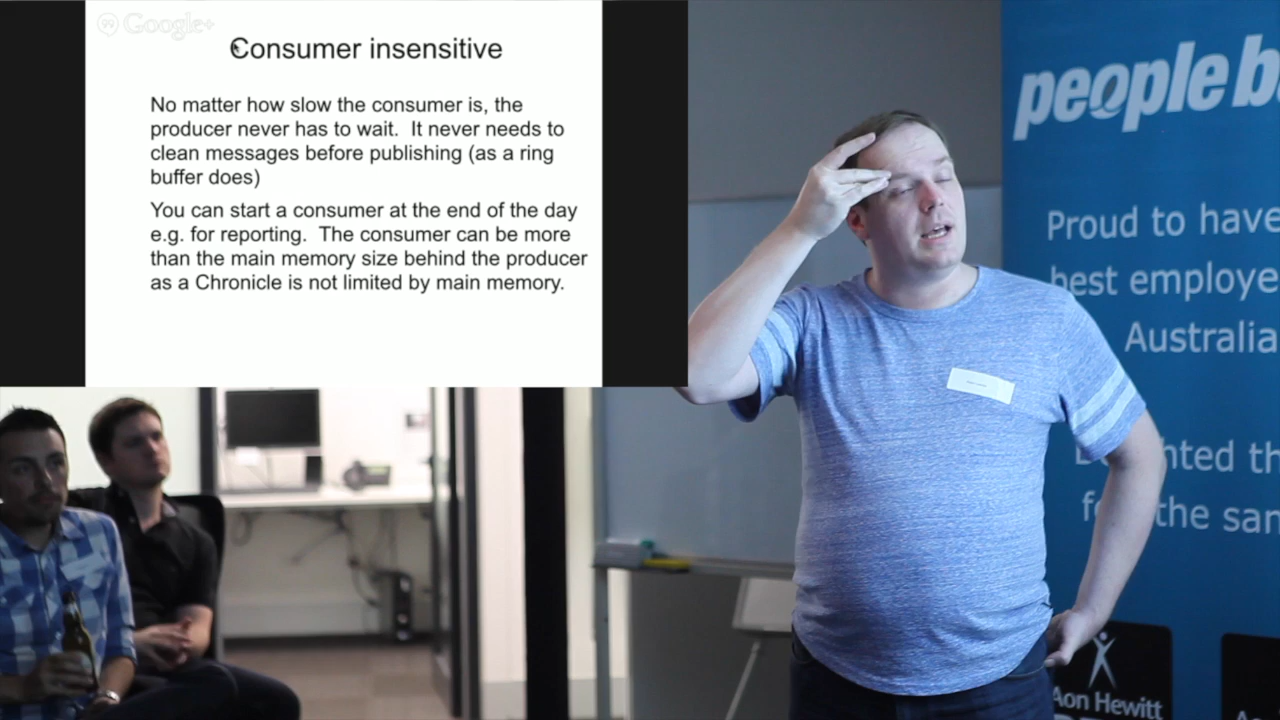 Google+
Consumer insensitive
No matter how slow the consumer is, the
producer never has to wait. It never needs to
clean messages before publishing (as a ring
buffer does)
You can start a consumer at the end of the day
e.g. for reporting. The consumer can be more
than the main memory size behind the producer
as a Chronicle is not limited by main memory.
people
Proud to have
best employe
Australia
the san
Aon Hewitt